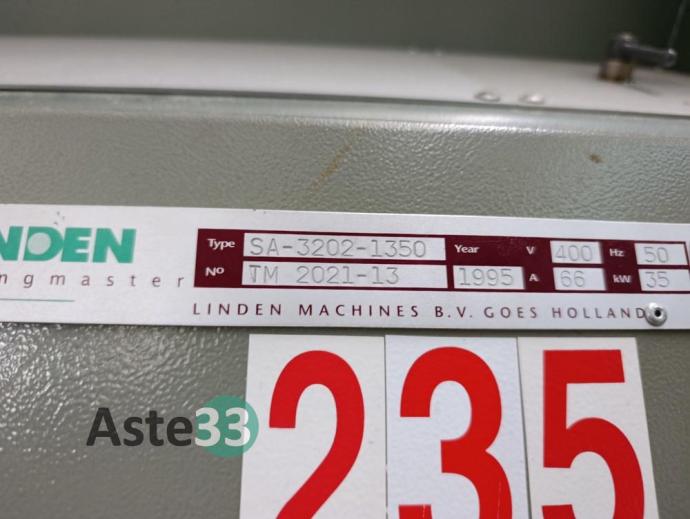 NDEN
ngmaster
Type SA-3202-1350 Year V 400 Hz 50
No TM 2021-13 1995 A 66 kW 35
LINDEN MACHINES B.V. GOES HOLLAND
Aste33
235